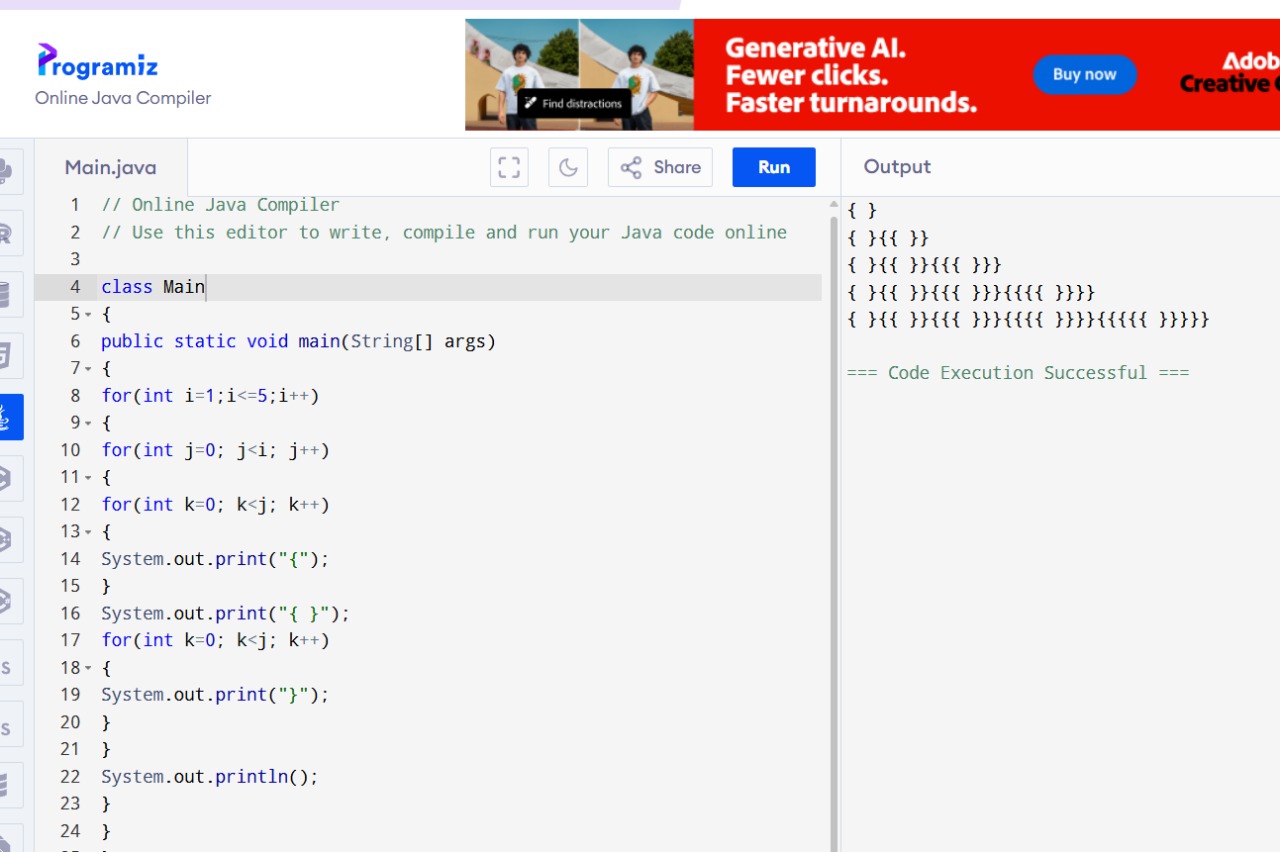 Programiz
Online Java Compiler
Find distractions
Generative AI.
Fewer clicks.
Faster turnarounds.
Buy now
Adob
Creative
Main.java
Share
Run
Output
1 // Online Java Compiler
2 // Use this editor to write, compile and run your Java code online
3
4 class Main
5 {
6 public static void main(String[] args)
7 {
8 for(int i=1;i<=5;i++)
9 {
10 for(int j=0; j<i; j++)
11 {
12 for(int k=0; k<j; k++)
13 {
14 System.out.print("{");
15 }
16 System.out.print("{ }");
17 for(int k=0; k<j; k++)
18 {
19 System.out.print("}");
20 }
21 }
22 System.out.println();
23 }
24 }
{ }
{ }{{ }}
{ }{{ }}{{{ }}}
{ }{{ }}{{{ }}}{{{{ }}}}
{ }{{ }}{{{ }}}{{{{ }}}}{{{{{ }}}}}
=== Code Execution Successful ===